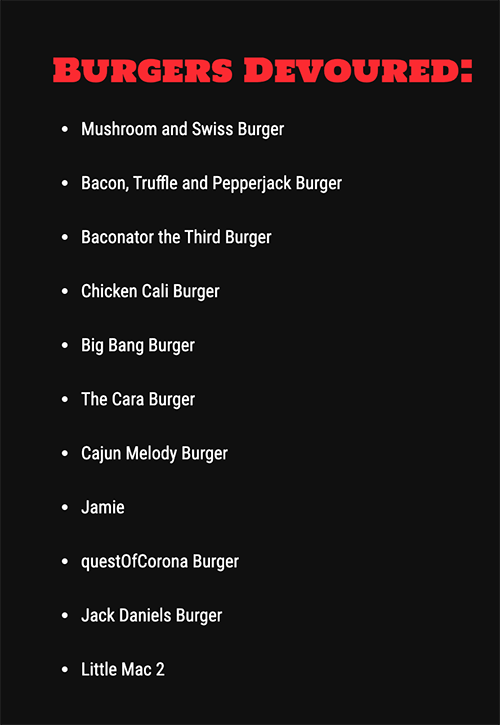 Burgers Devoured:
Mushroom and Swiss Burger
Bacon, Truffle and Pepperjack Burger
Baconator the Third Burger
Chicken Cali Burger
Big Bang Burger
The Cara Burger
Cajun Melody Burger
Jamie
questOfCorona Burger
Jack Daniels Burger
Little Mac 2